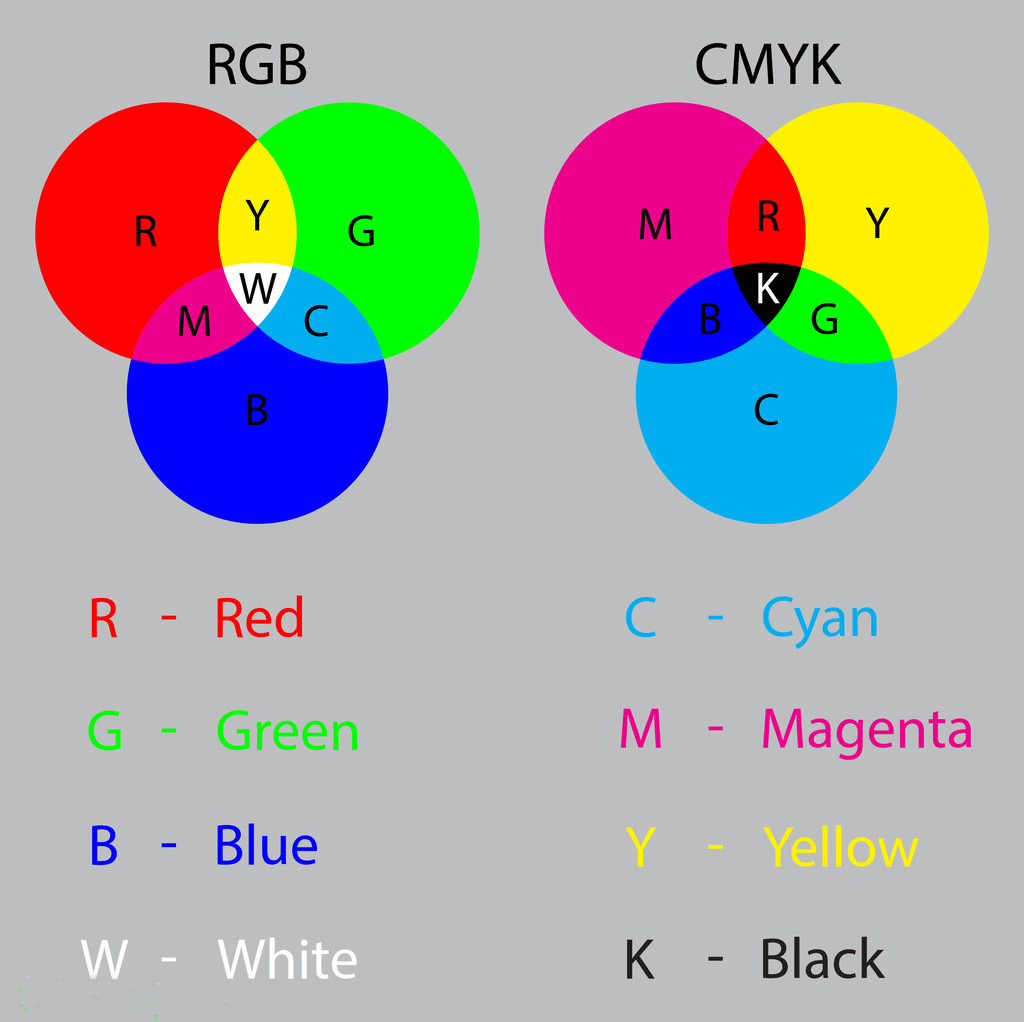 RGB
CMYK
R
Y
G
W
M
C
B
M
R
Y
K
B
G
C
R - Red
G - Green
B - Blue
W - White
C - Cyan
M - Magenta
Y - Yellow
K - Black